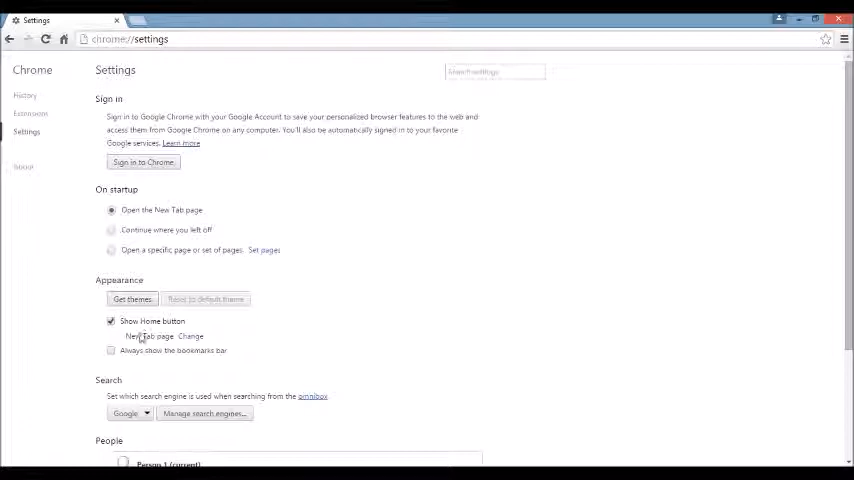 Settings
chrome://settings
Chrome
Settings
Search settings
History
Extensions
Settings
About
Sign in
Sign in to Google Chrome with your Google Account to save your personalized browser features to the web and
access them from Google Chrome on any computer. You'll also be automatically signed in to your favorite
Google services. Learn more
Sign in to Chrome
On startup
Open the New Tab page
Continue where you left off
Open a specific page or set of pages. Set pages
Appearance
Get themes
Reset to default theme
Show Home button
New Tab page Change
Always show the bookmarks bar
Search
Set which search engine is used when searching from the omnibox
Google
Manage search engines...
People
Person 1 (current)